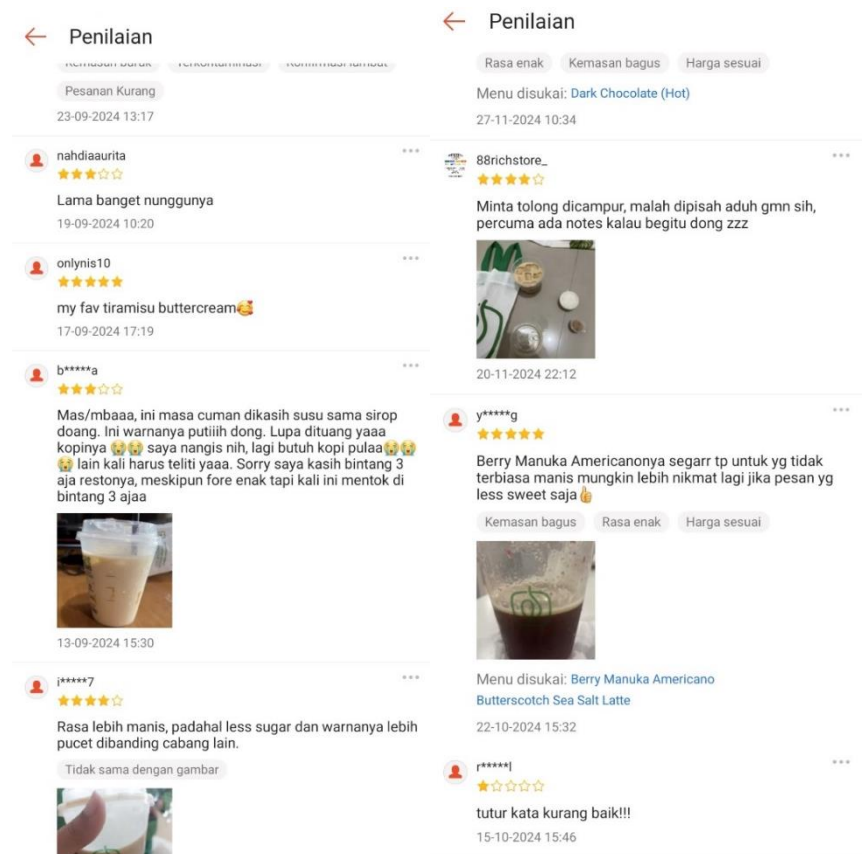 Penilaian
Kemasan buruk Terkontaminasi Konfirmasi lambat
Pesanan Kurang
23-09-2024 13:17
nahdiaaurita
Lama banget nunggunya
19-09-2024 10:20
onlynis10
my fav tiramisu buttercream🥰
17-09-2024 17:19
b*****a
Mas/mbaaa, ini masa cuman dikasih susu sama sirop
doang. Ini warnanya putiiih dong. Lupa dituang yaaa
kopinya 😭😭 saya nangis nih, lagi butuh kopi pulaa😭😭
😭 lain kali harus teliti yaaa. Sorry saya kasih bintang 3
aja restonya, meskipun fore enak tapi kali ini mentok di
bintang 3 ajaa
13-09-2024 15:30
i*****7
Rasa lebih manis, padahal less sugar dan warnanya lebih
pucet dibanding cabang lain.
Tidak sama dengan gambar
Penilaian
Rasa enak Kemasan bagus Harga sesuai
Menu disukai: Dark Chocolate (Hot)
27-11-2024 10:34
88richstore_
Minta tolong dicampur, malah dipisah aduh gmn sih,
percuma ada notes kalau begitu dong zzz
20-11-2024 22:12
y*****g
Berry Manuka Americanonya segarr tp untuk yg tidak
terbiasa manis mungkin lebih nikmat lagi jika pesan yg
less sweet saja👍
Kemasan bagus Rasa enak Harga sesuai
Menu disukai: Berry Manuka Americano
Butterscotch Sea Salt Latte
22-10-2024 15:32
r*****l
tutur kata kurang baik!!!
15-10-2024 15:46